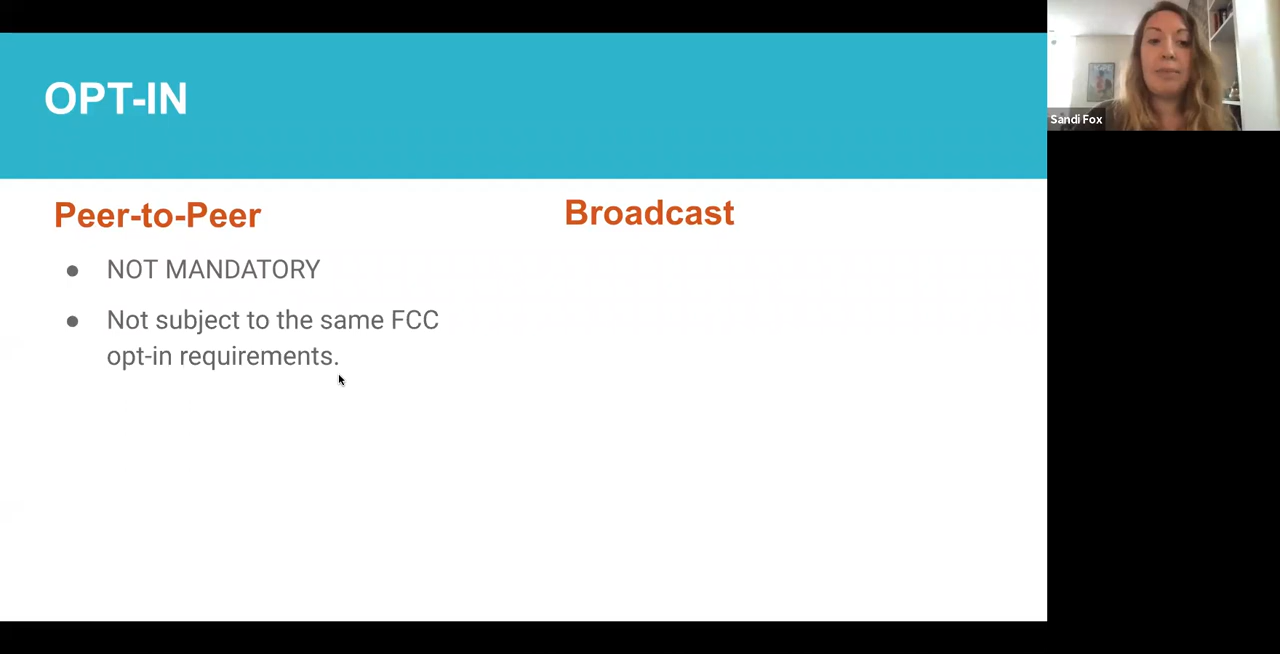 OPT-IN
Sandi Fox
Peer-to-Peer
Broadcast
● NOT MANDATORY
● Not subject to the same FCC
opt-in requirements.